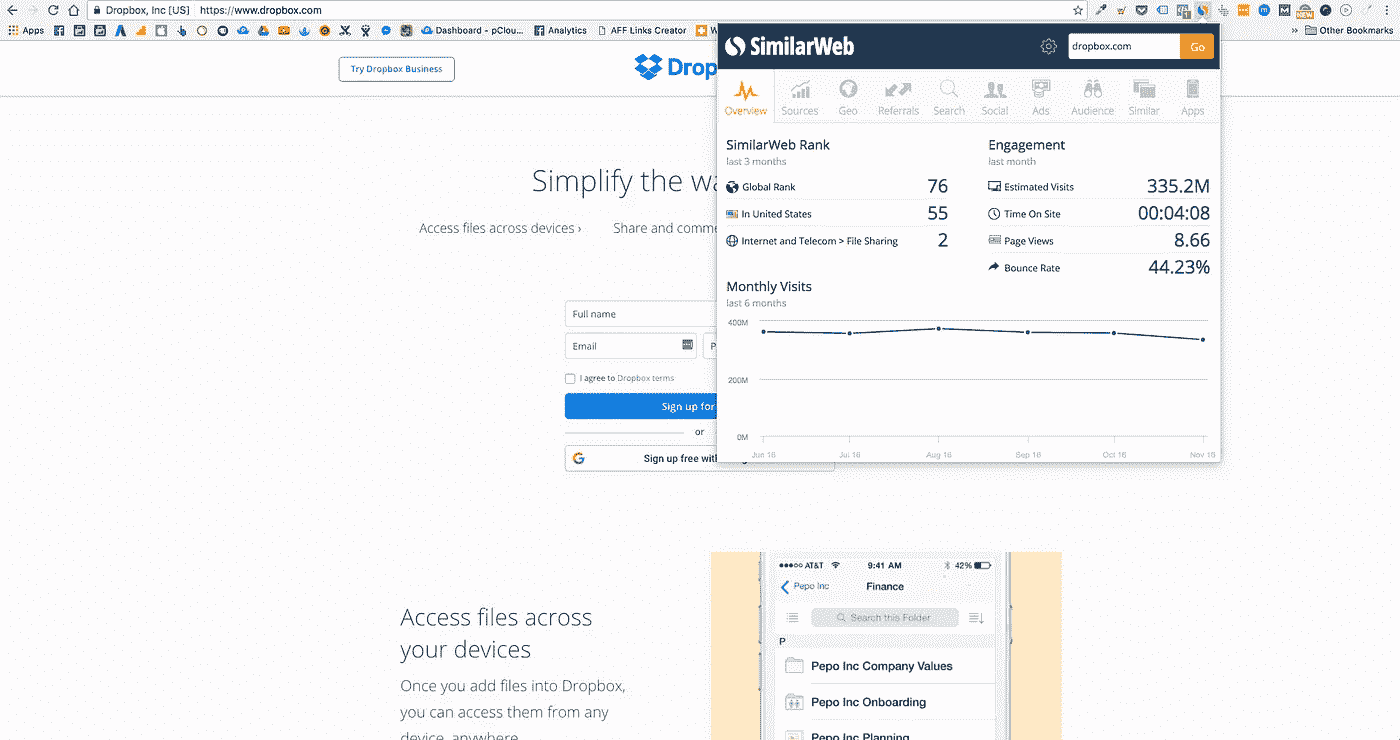 Dropbox, Inc [US] https://www.dropbox.com
Apps Dashboard - pClou... Analytics AFF Links Creator W » Other Bookmarks
NEW
Try Dropbox Business
Drop
SimilarWeb dropbox.com Go
Overview Sources Geo Referrals Search Social Ads Audience Similar Apps
SimilarWeb Rank
last 3 months
Global Rank 76
In United States 55
Internet and Telecom > File Sharing 2
Engagement
last month
Estimated Visits 335.2M
Time On Site 00:04:08
Page Views 8.66
Bounce Rate 44.23%
Monthly Visits
last 6 months
400M
200M
0M
Jun 16 Jul 16 Aug 16 Sep 16 Oct 16 Nov 16
Simplify the wa
Access files across devices › Share and comme
Full name
Email P
I agree to Dropbox terms
Sign up for
or
Sign up free wit
Access files across
your devices
Once you add files into Dropbox,
you can access them from any
device, anywhere
AT&T 9:41 AM 42%
Pepo Inc Finance
Search this Folder
P
Pepo Inc Company Values
Pepo Inc Onboarding
Pepo Inc Planning